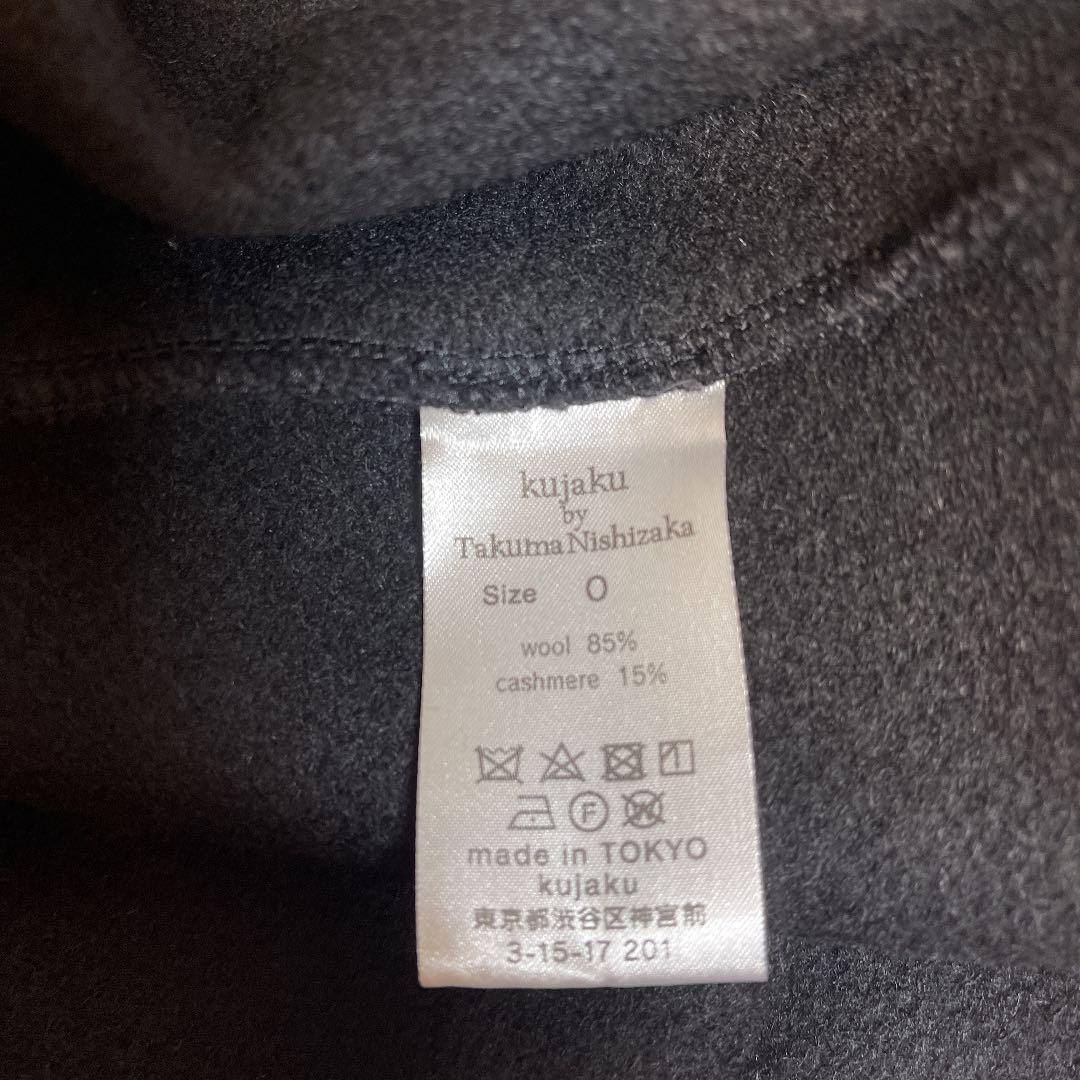 kujaku
by
Takuma Nishizaka
Size O
wool 85%
cashmere 15%
F W
made in TOKYO
kujaku
東京都渋谷区神宮前
3-15-17 201